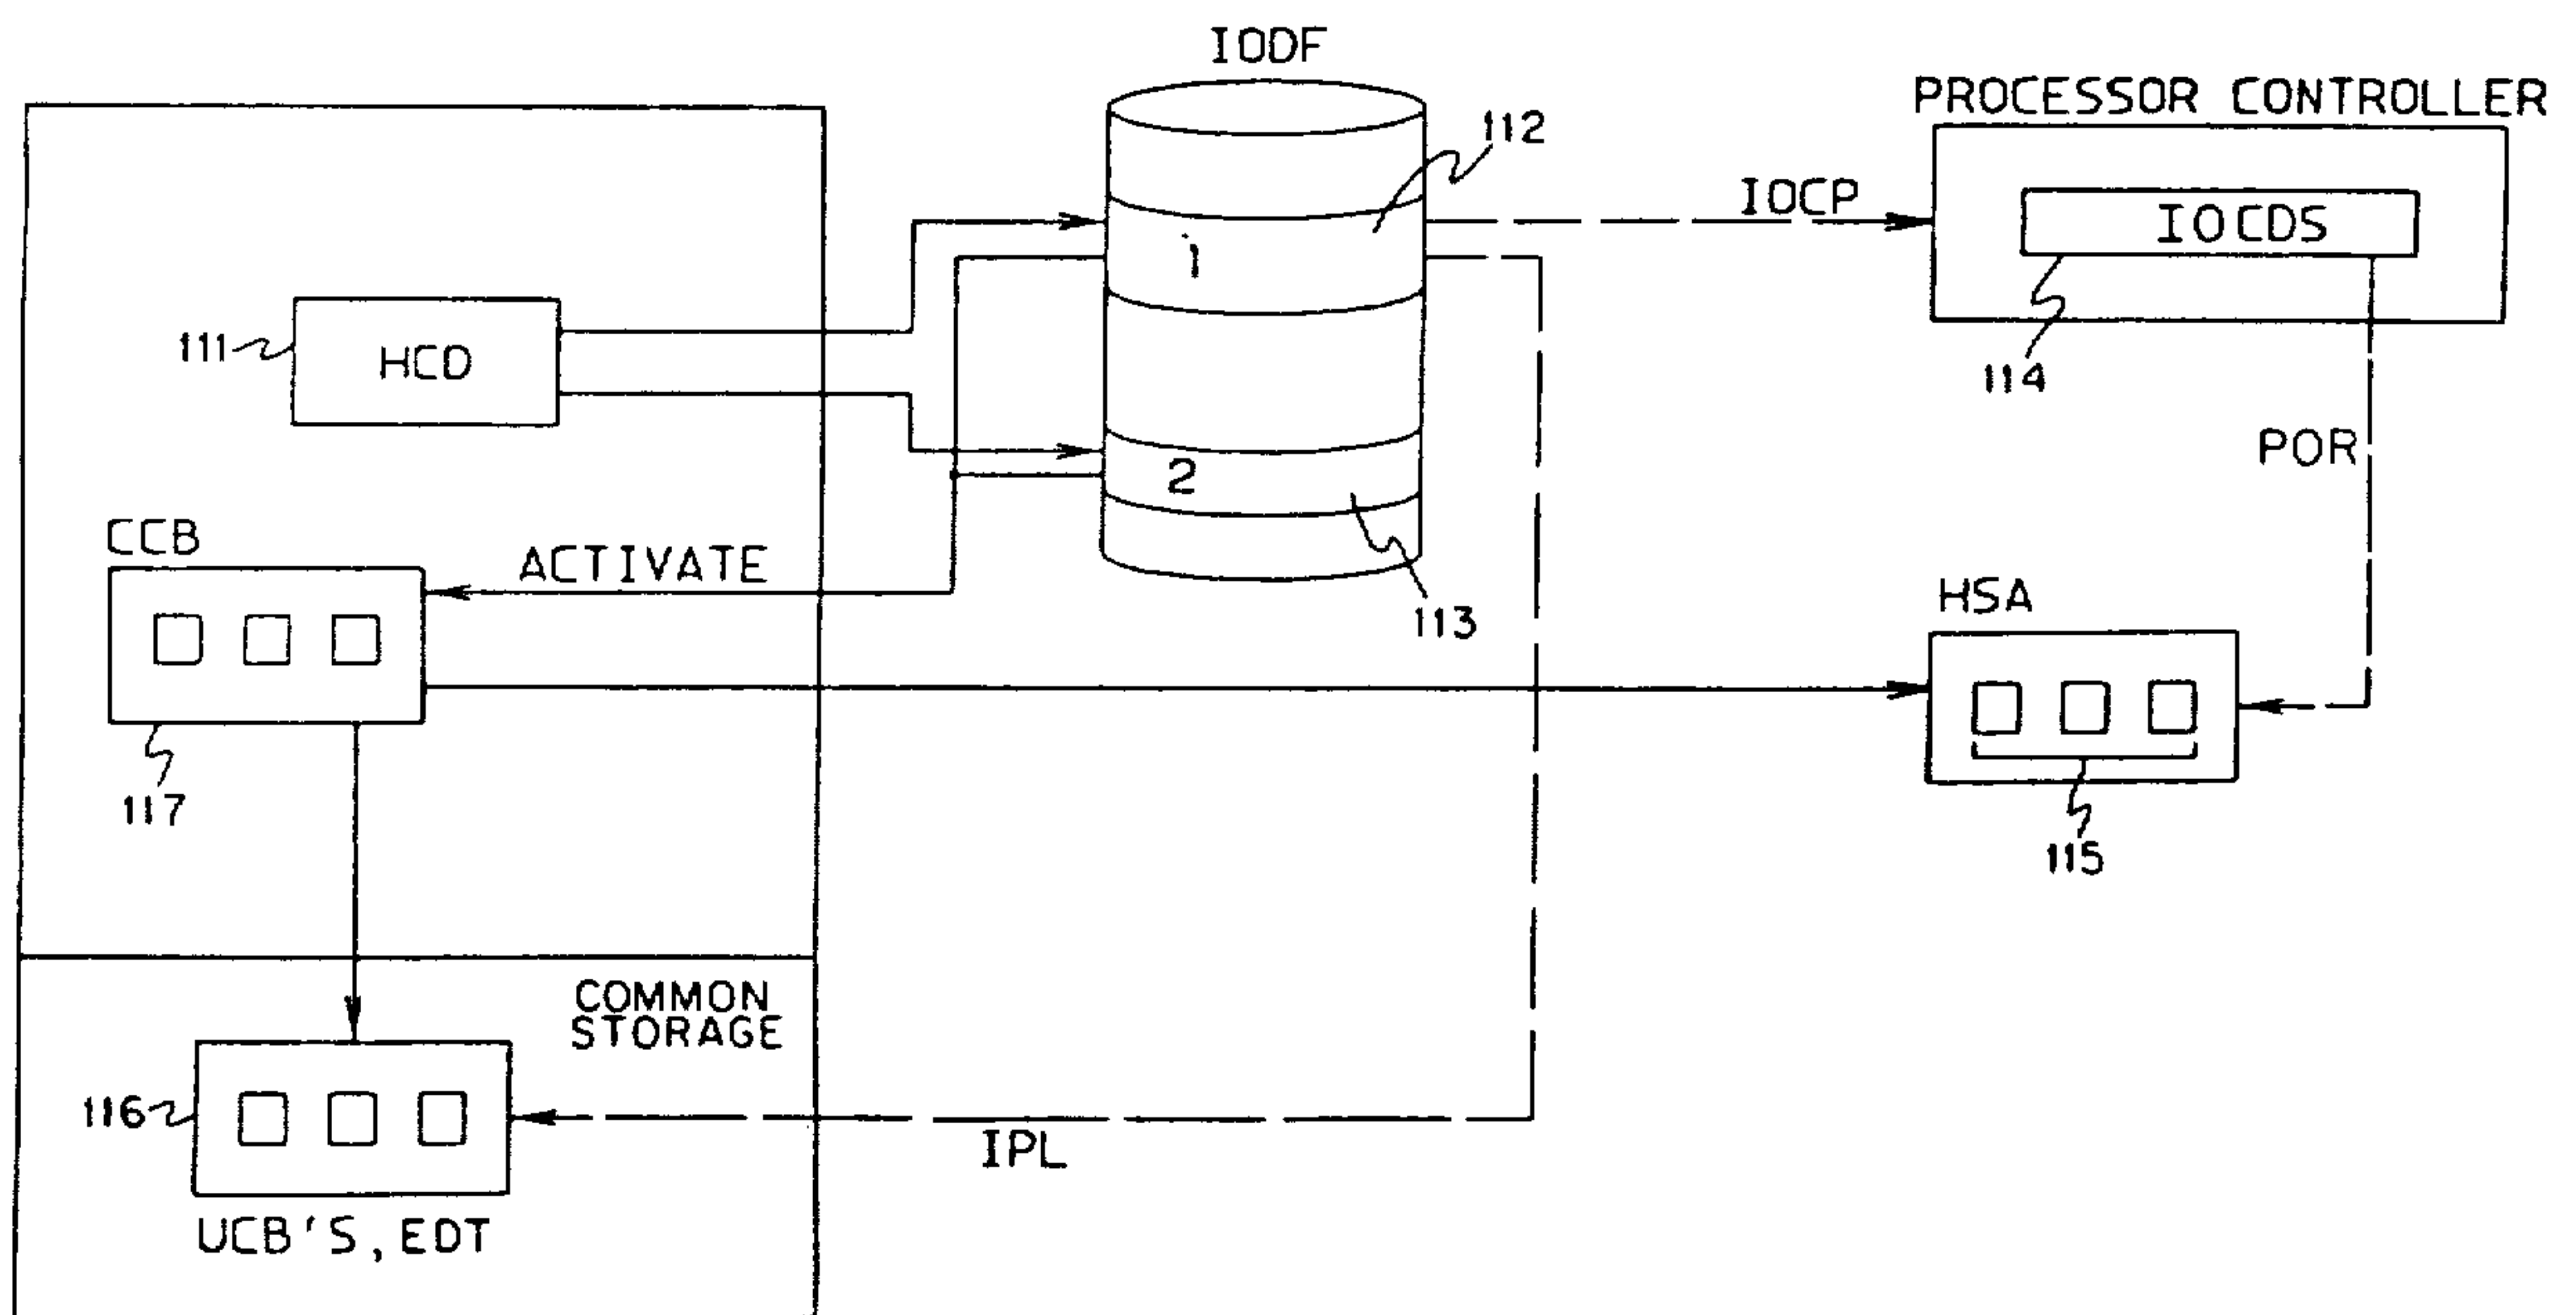 IODF
PROCESSOR CONTROLLER
112
IOCP
IOCDS
1
111
HCD
114
POR
2
CCB
ACTIVATE
HSA
113
117
115
COMMON
STORAGE
116
IPL
UCB'S, EDT